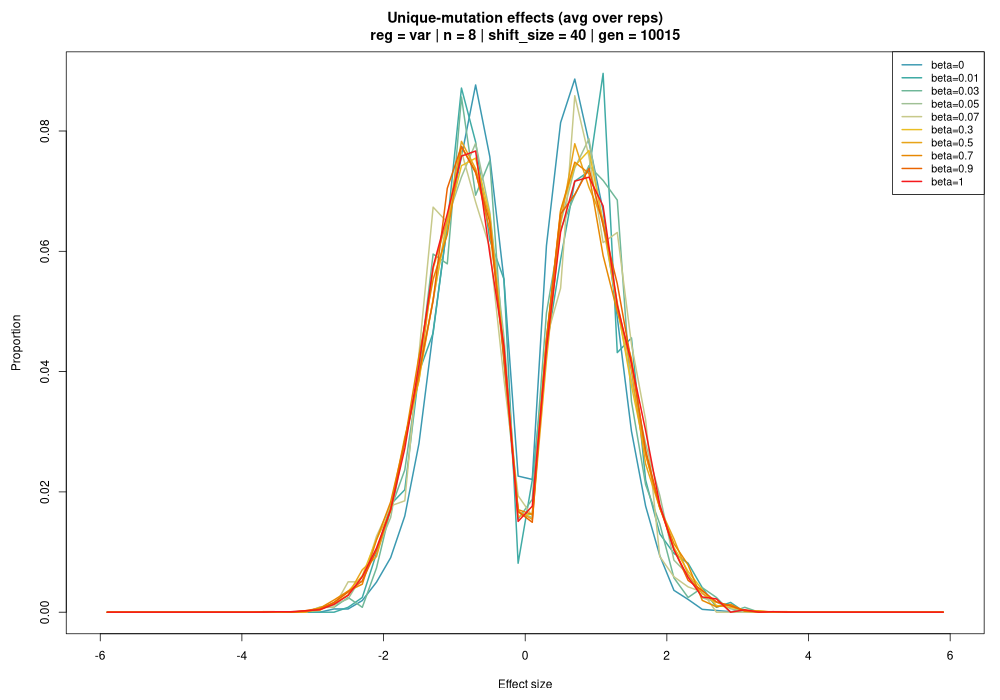 Unique-mutation effects (avg over reps)
reg = var | n = 8 | shift_size = 40 | gen = 10015
beta=0
beta=0.01
beta=0.03
beta=0.05
beta=0.07
beta=0.3
beta=0.5
beta=0.7
beta=0.9
beta=1
Proportion
0.08
0.06
0.04
0.02
0.00
-6 -4 -2 0 2 4 6
Effect size